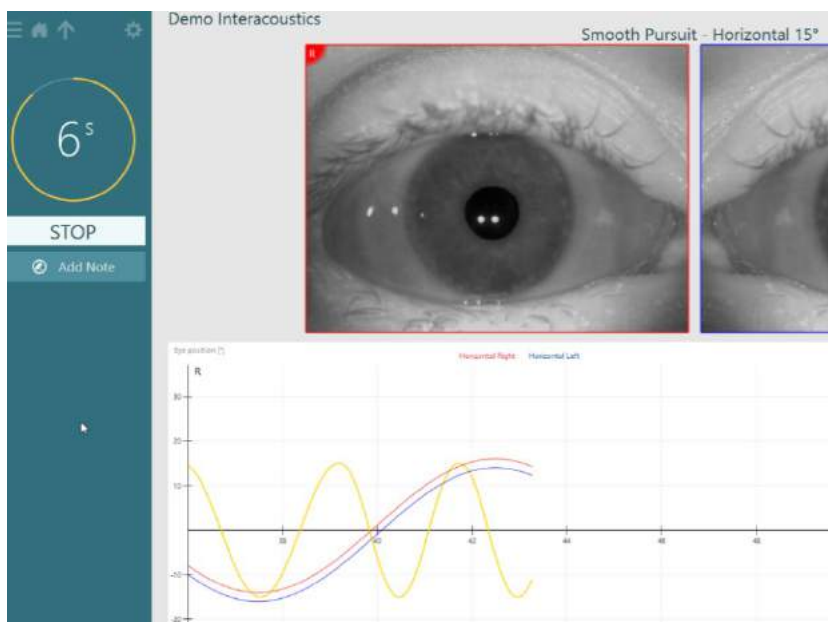 Demo Interacoustics
Smooth Pursuit - Horizontal 15°
R
6 s
STOP
Add Note
Eye position [°]
Horizontal Right Horizontal Left
R
30
20
10
38 40 42 44 46 48
-10
-20